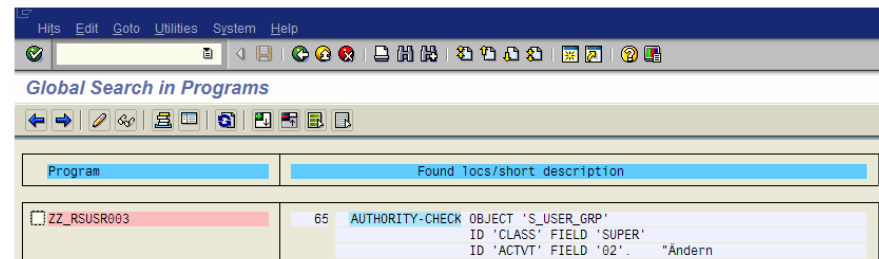 Hits Edit Goto Utilities System Help
Global Search in Programs
Program Found locs/short description
ZZ_RSUSR003 65 AUTHORITY-CHECK OBJECT 'S_USER_GRP'
ID 'CLASS' FIELD 'SUPER'
ID 'ACTVT' FIELD '02'. "Ändern